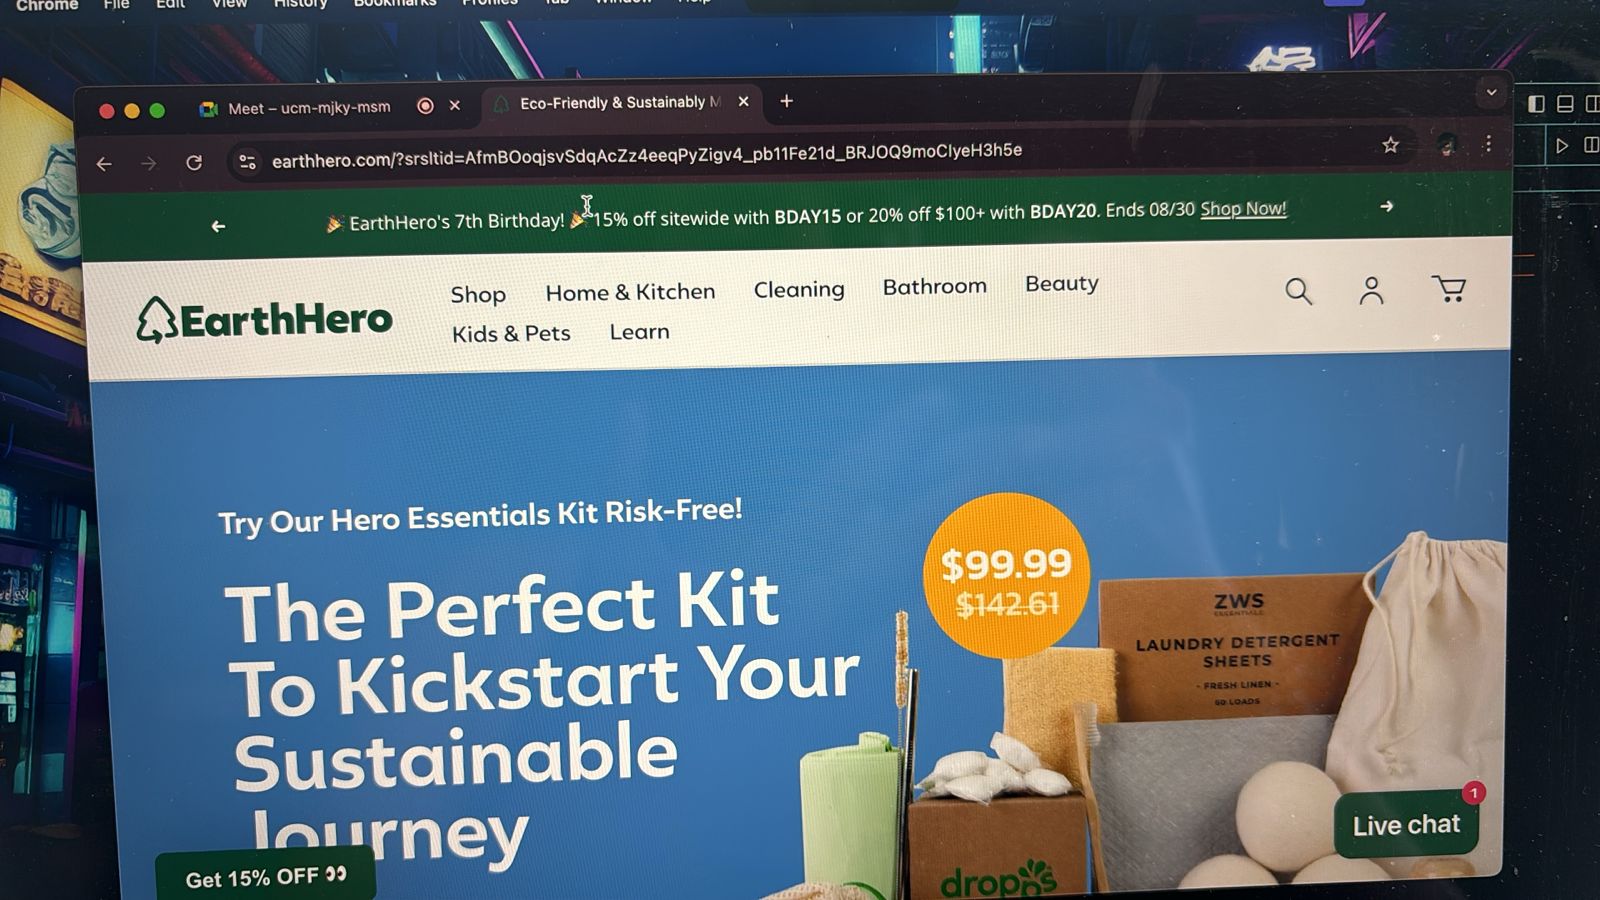 Chrome File Edit View History Bookmarks Profiles Tab Window Help
Meet – ucm-mjky-msm
Eco-Friendly & Sustainably M
earthhero.com/?srsltid=AfmBOoqjsvSdqAcZz4eeqPyZigv4_pb11Fe21d_BRJOQ9moClyeH3h5e
🎉 EarthHero's 7th Birthday! 🎉 15% off sitewide with BDAY15 or 20% off $100+ with BDAY20. Ends 08/30 Shop Now!
EarthHero
Shop Home & Kitchen Cleaning Bathroom Beauty
Kids & Pets Learn
Try Our Hero Essentials Kit Risk-Free!
The Perfect Kit
To Kickstart Your
Sustainable
Journey
$99.99
$142.61
ZWS
ESSENTIALS
LAUNDRY DETERGENT
SHEETS
- FRESH LINEN -
60 LOADS
dropps
Get 15% OFF 👀
1
Live chat